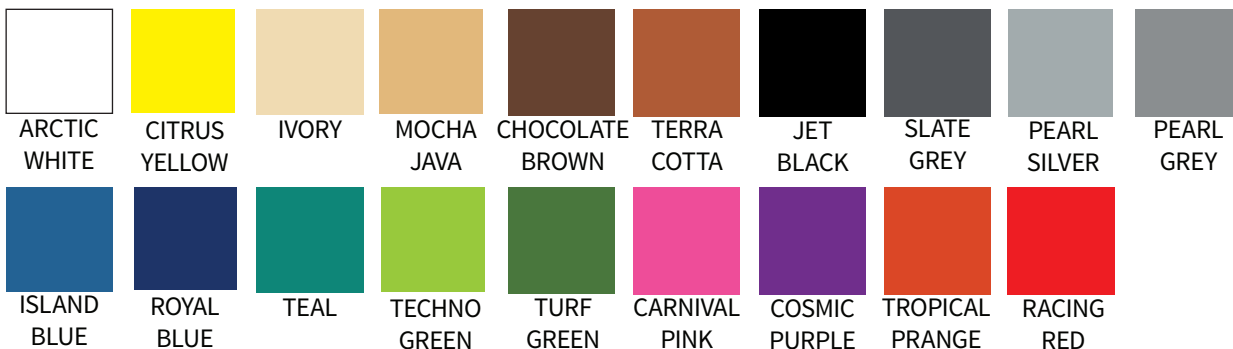 ARCTIC
WHITE
CITRUS
YELLOW
IVORY
MOCHA
JAVA
CHOCOLATE
BROWN
TERRA
COTTA
JET
BLACK
SLATE
GREY
PEARL
SILVER
PEARL
GREY
ISLAND
BLUE
ROYAL
BLUE
TEAL
TECHNO
GREEN
TURF
GREEN
CARNIVAL
PINK
COSMIC
PURPLE
TROPICAL
PRANGE
RACING
RED